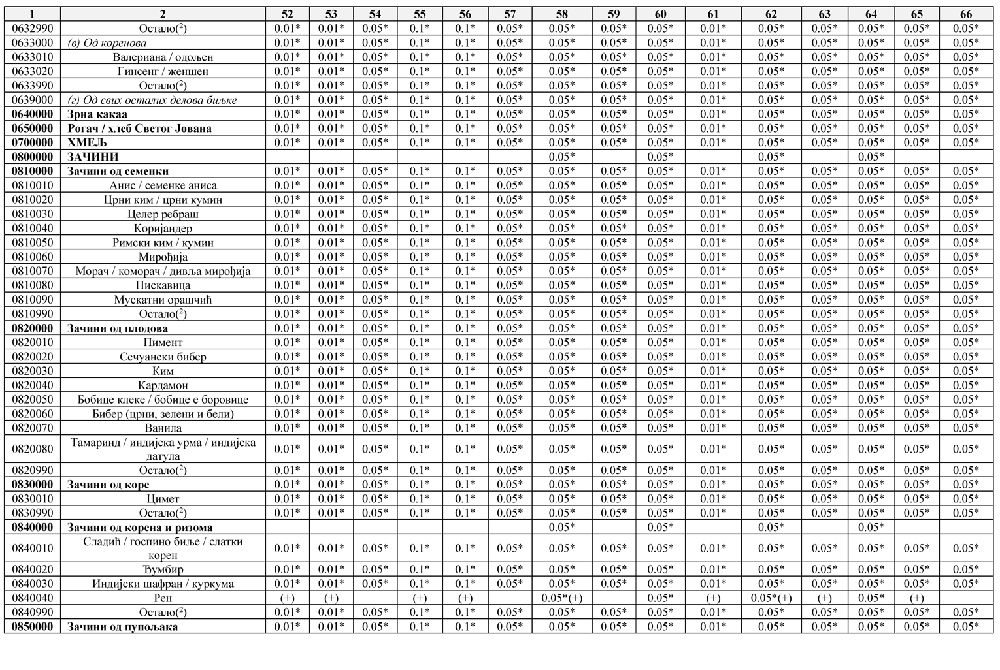 1 2 52 53 54 55 56 57 58 59 60 61 62 63 64 65 66
0632990 Остало(²) 0.01* 0.01* 0.05* 0.1* 0.1* 0.05* 0.05* 0.05* 0.05* 0.01* 0.05* 0.05* 0.05* 0.05* 0.05*
0633000 (в) Од коренова 0.01* 0.01* 0.05* 0.1* 0.1* 0.05* 0.05* 0.05* 0.05* 0.01* 0.05* 0.05* 0.05* 0.05* 0.05*
0633010 Валериана / одољен 0.01* 0.01* 0.05* 0.1* 0.1* 0.05* 0.05* 0.05* 0.05* 0.01* 0.05* 0.05* 0.05* 0.05* 0.05*
0633020 Гинсенг / женшен 0.01* 0.01* 0.05* 0.1* 0.1* 0.05* 0.05* 0.05* 0.05* 0.01* 0.05* 0.05* 0.05* 0.05* 0.05*
0633990 Остало(²) 0.01* 0.01* 0.05* 0.1* 0.1* 0.05* 0.05* 0.05* 0.05* 0.01* 0.05* 0.05* 0.05* 0.05* 0.05*
0639000 (г) Од свих осталих делова биљке 0.01* 0.01* 0.05* 0.1* 0.1* 0.05* 0.05* 0.05* 0.05* 0.01* 0.05* 0.05* 0.05* 0.05* 0.05*
0640000 Зрна какаа 0.01* 0.01* 0.05* 0.1* 0.1* 0.05* 0.05* 0.05* 0.05* 0.01* 0.05* 0.05* 0.05* 0.05* 0.05*
0650000 Рогач / хлеб Светог Јована 0.01* 0.01* 0.05* 0.1* 0.1* 0.05* 0.05* 0.05* 0.05* 0.01* 0.05* 0.05* 0.05* 0.05* 0.05*
0700000 ХМЕЉ 0.01* 0.01* 0.05* 0.1* 0.1* 0.05* 0.05* 0.05* 0.05* 0.01* 0.05* 0.05* 0.05* 0.05* 0.05*
0800000 ЗАЧИНИ 0.05* 0.05* 0.05* 0.05*
0810000 Зачини од семенки 0.01* 0.01* 0.05* 0.1* 0.1* 0.05* 0.05* 0.05* 0.05* 0.01* 0.05* 0.05* 0.05* 0.05* 0.05*
0810010 Анис / семенке аниса 0.01* 0.01* 0.05* 0.1* 0.1* 0.05* 0.05* 0.05* 0.05* 0.01* 0.05* 0.05* 0.05* 0.05* 0.05*
0810020 Црни ким / црни кумин 0.01* 0.01* 0.05* 0.1* 0.1* 0.05* 0.05* 0.05* 0.05* 0.01* 0.05* 0.05* 0.05* 0.05* 0.05*
0810030 Целер ребраш 0.01* 0.01* 0.05* 0.1* 0.1* 0.05* 0.05* 0.05* 0.05* 0.01* 0.05* 0.05* 0.05* 0.05* 0.05*
0810040 Коријандер 0.01* 0.01* 0.05* 0.1* 0.1* 0.05* 0.05* 0.05* 0.05* 0.01* 0.05* 0.05* 0.05* 0.05* 0.05*
0810050 Римски ким / кумин 0.01* 0.01* 0.05* 0.1* 0.1* 0.05* 0.05* 0.05* 0.05* 0.01* 0.05* 0.05* 0.05* 0.05* 0.05*
0810060 Мирођија 0.01* 0.01* 0.05* 0.1* 0.1* 0.05* 0.05* 0.05* 0.05* 0.01* 0.05* 0.05* 0.05* 0.05* 0.05*
0810070 Морач / коморач / дивља мирођија 0.01* 0.01* 0.05* 0.1* 0.1* 0.05* 0.05* 0.05* 0.05* 0.01* 0.05* 0.05* 0.05* 0.05* 0.05*
0810080 Пискавица 0.01* 0.01* 0.05* 0.1* 0.1* 0.05* 0.05* 0.05* 0.05* 0.01* 0.05* 0.05* 0.05* 0.05* 0.05*
0810090 Мускатни орашчић 0.01* 0.01* 0.05* 0.1* 0.1* 0.05* 0.05* 0.05* 0.05* 0.01* 0.05* 0.05* 0.05* 0.05* 0.05*
0810990 Остало(²) 0.01* 0.01* 0.05* 0.1* 0.1* 0.05* 0.05* 0.05* 0.05* 0.01* 0.05* 0.05* 0.05* 0.05* 0.05*
0820000 Зачини од плодова 0.01* 0.01* 0.05* 0.1* 0.1* 0.05* 0.05* 0.05* 0.05* 0.01* 0.05* 0.05* 0.05* 0.05* 0.05*
0820010 Пимент 0.01* 0.01* 0.05* 0.1* 0.1* 0.05* 0.05* 0.05* 0.05* 0.01* 0.05* 0.05* 0.05* 0.05* 0.05*
0820020 Сечуански бибер 0.01* 0.01* 0.05* 0.1* 0.1* 0.05* 0.05* 0.05* 0.05* 0.01* 0.05* 0.05* 0.05* 0.05* 0.05*
0820030 Ким 0.01* 0.01* 0.05* 0.1* 0.1* 0.05* 0.05* 0.05* 0.05* 0.01* 0.05* 0.05* 0.05* 0.05* 0.05*
0820040 Кардамон 0.01* 0.01* 0.05* 0.1* 0.1* 0.05* 0.05* 0.05* 0.05* 0.01* 0.05* 0.05* 0.05* 0.05* 0.05*
0820050 Бобице клеке / бобице е боровице 0.01* 0.01* 0.05* 0.1* 0.1* 0.05* 0.05* 0.05* 0.05* 0.01* 0.05* 0.05* 0.05* 0.05* 0.05*
0820060 Бибер (црни, зелени и бели) 0.01* 0.01* 0.05* 0.1* 0.1* 0.05* 0.05* 0.05* 0.05* 0.01* 0.05* 0.05* 0.05* 0.05* 0.05*
0820070 Ванила 0.01* 0.01* 0.05* 0.1* 0.1* 0.05* 0.05* 0.05* 0.05* 0.01* 0.05* 0.05* 0.05* 0.05* 0.05*
0820080 Тамаринд / индијска урма / индијска
датула 0.01* 0.01* 0.05* 0.1* 0.1* 0.05* 0.05* 0.05* 0.05* 0.01* 0.05* 0.05* 0.05* 0.05* 0.05*
0820990 Остало(²) 0.01* 0.01* 0.05* 0.1* 0.1* 0.05* 0.05* 0.05* 0.05* 0.01* 0.05* 0.05* 0.05* 0.05* 0.05*
0830000 Зачини од коре 0.01* 0.01* 0.05* 0.1* 0.1* 0.05* 0.05* 0.05* 0.05* 0.01* 0.05* 0.05* 0.05* 0.05* 0.05*
0830010 Цимет 0.01* 0.01* 0.05* 0.1* 0.1* 0.05* 0.05* 0.05* 0.05* 0.01* 0.05* 0.05* 0.05* 0.05* 0.05*
0830990 Остало(²) 0.01* 0.01* 0.05* 0.1* 0.1* 0.05* 0.05* 0.05* 0.05* 0.01* 0.05* 0.05* 0.05* 0.05* 0.05*
0840000 Зачини од корена и ризома 0.05* 0.05* 0.05* 0.05*
0840010 Сладић / госпино биље / слатки
корен 0.01* 0.01* 0.05* 0.1* 0.1* 0.05* 0.05* 0.05* 0.05* 0.01* 0.05* 0.05* 0.05* 0.05* 0.05*
0840020 Ђумбир 0.01* 0.01* 0.05* 0.1* 0.1* 0.05* 0.05* 0.05* 0.05* 0.01* 0.05* 0.05* 0.05* 0.05* 0.05*
0840030 Индијски шафран / куркума 0.01* 0.01* 0.05* 0.1* 0.1* 0.05* 0.05* 0.05* 0.05* 0.01* 0.05* 0.05* 0.05* 0.05* 0.05*
0840040 Рен (+) (+) (+) (+) 0.05*(+) 0.05* (+) 0.05*(+) (+) 0.05* (+)
0840990 Остало(²) 0.01* 0.01* 0.05* 0.1* 0.1* 0.05* 0.05* 0.05* 0.05* 0.01* 0.05* 0.05* 0.05* 0.05* 0.05*
0850000 Зачини од пупољака 0.01* 0.01* 0.05* 0.1* 0.1* 0.05* 0.05* 0.05* 0.05* 0.01* 0.05* 0.05* 0.05* 0.05* 0.05*